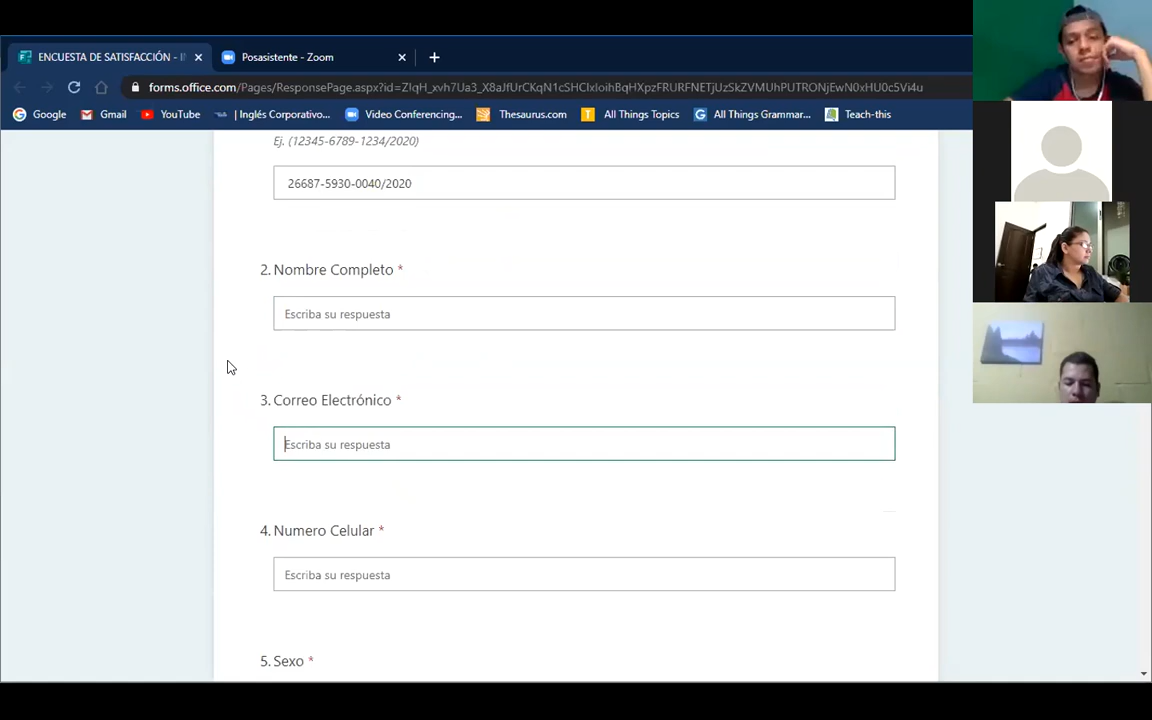 ENCUESTA DE SATISFACCIÓN - I
Posasistente - Zoom
forms.office.com/Pages/ResponsePage.aspx?id=ZIqH_xvh7Ua3_X8aJfUrCKqN1cSHClxIoihBqHXpzFRURFNETjUzSkZVMUhPUTRONjEwN0xHU0c5Vi4u
Google Gmail YouTube | Inglés Corporativo... Video Conferencing... Thesaurus.com All Things Topics All Things Grammar... Teach-this
Ej. (12345-6789-1234/2020)
26687-5930-0040/2020
2. Nombre Completo *
Escriba su respuesta
3. Correo Electrónico *
Escriba su respuesta
4. Numero Celular *
Escriba su respuesta
5. Sexo *